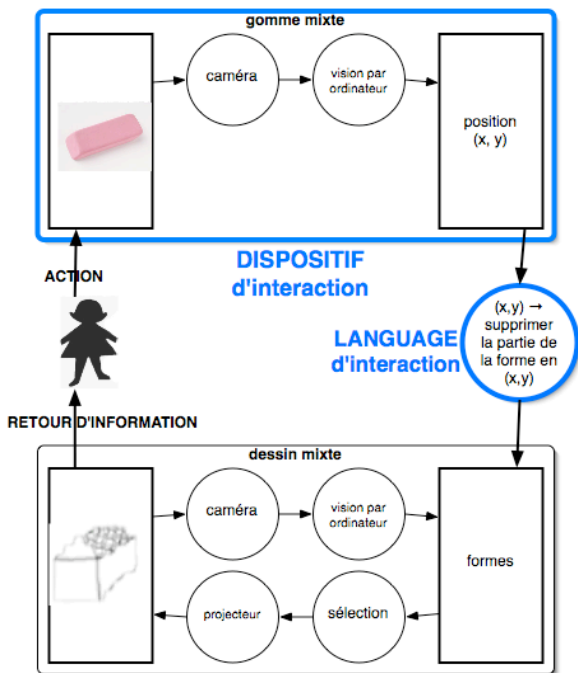 gomme mixte
caméra
vision par
ordinateur
position
(x, y)
DISPOSITIF
d'interaction
ACTION
(x,y) →
supprimer
la partie de
la forme en
(x,y)
LANGUAGE
d'interaction
RETOUR D'INFORMATION
dessin mixte
caméra
vision par
ordinateur
formes
projecteur
sélection